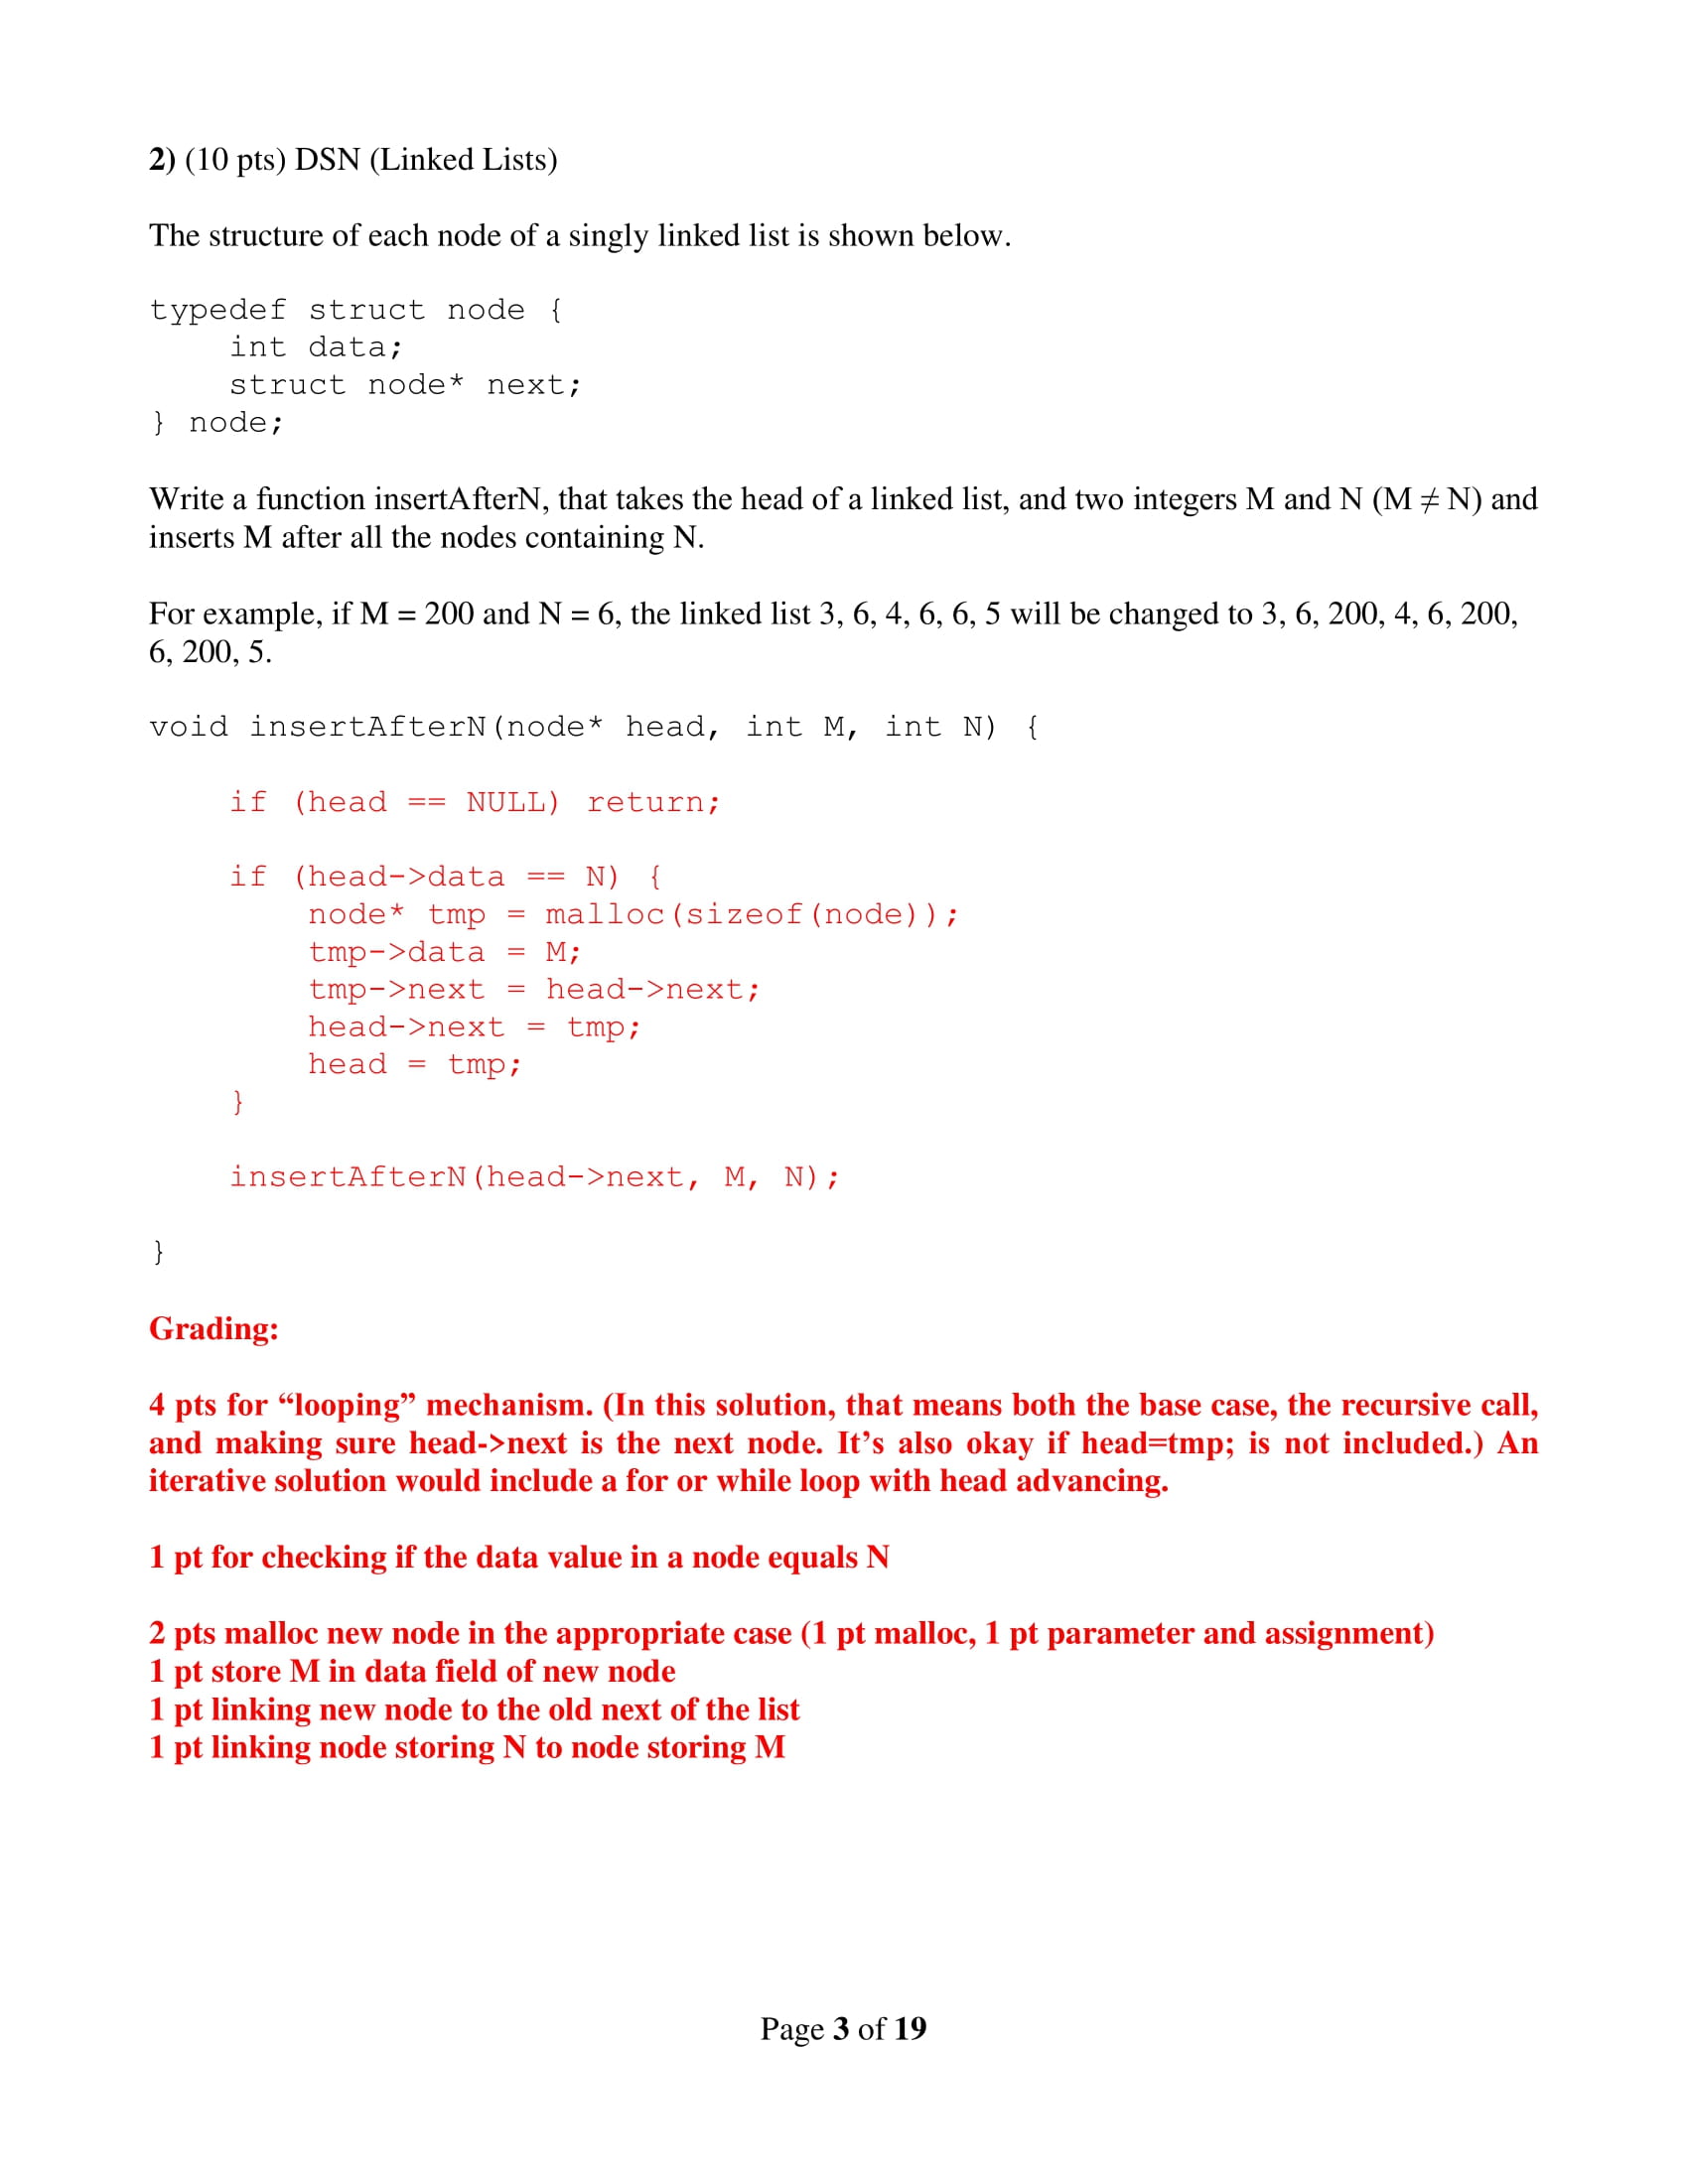 2) (10 pts) DSN (Linked Lists)
The structure of each node of a singly linked list is shown below.
typedef struct node {
    int data;
    struct node* next;
} node;
Write a function insertAfterN, that takes the head of a linked list, and two integers M and N (M ≠ N) and
inserts M after all the nodes containing N.
For example, if M = 200 and N = 6, the linked list 3, 6, 4, 6, 6, 5 will be changed to 3, 6, 200, 4, 6, 200,
6, 200, 5.
void insertAfterN(node* head, int M, int N) {
    if (head == NULL) return;
    if (head->data == N) {
        node* tmp = malloc(sizeof(node));
        tmp->data = M;
        tmp->next = head->next;
        head->next = tmp;
        head = tmp;
    }
    insertAfterN(head->next, M, N);
}
Grading:
4 pts for “looping” mechanism. (In this solution, that means both the base case, the recursive call,
and making sure head->next is the next node. It’s also okay if head=tmp; is not included.) An
iterative solution would include a for or while loop with head advancing.
1 pt for checking if the data value in a node equals N
2 pts malloc new node in the appropriate case (1 pt malloc, 1 pt parameter and assignment)
1 pt store M in data field of new node
1 pt linking new node to the old next of the list
1 pt linking node storing N to node storing M
Page 3 of 19